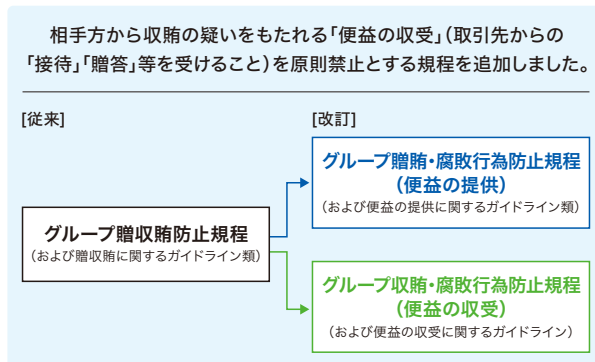 相手方から収賄の疑いをもたれる「便益の収受」（取引先からの
「接待」「贈答」等を受けること）を原則禁止とする規程を追加しました。
[従来]
[改訂]
グループ贈賄・腐敗行為防止規程
（便益の提供）
（および便益の提供に関するガイドライン類）
グループ贈収賄防止規程
（および贈収賄に関するガイドライン類）
グループ収賄・腐敗行為防止規程
（便益の収受）
（および便益の収受に関するガイドライン）